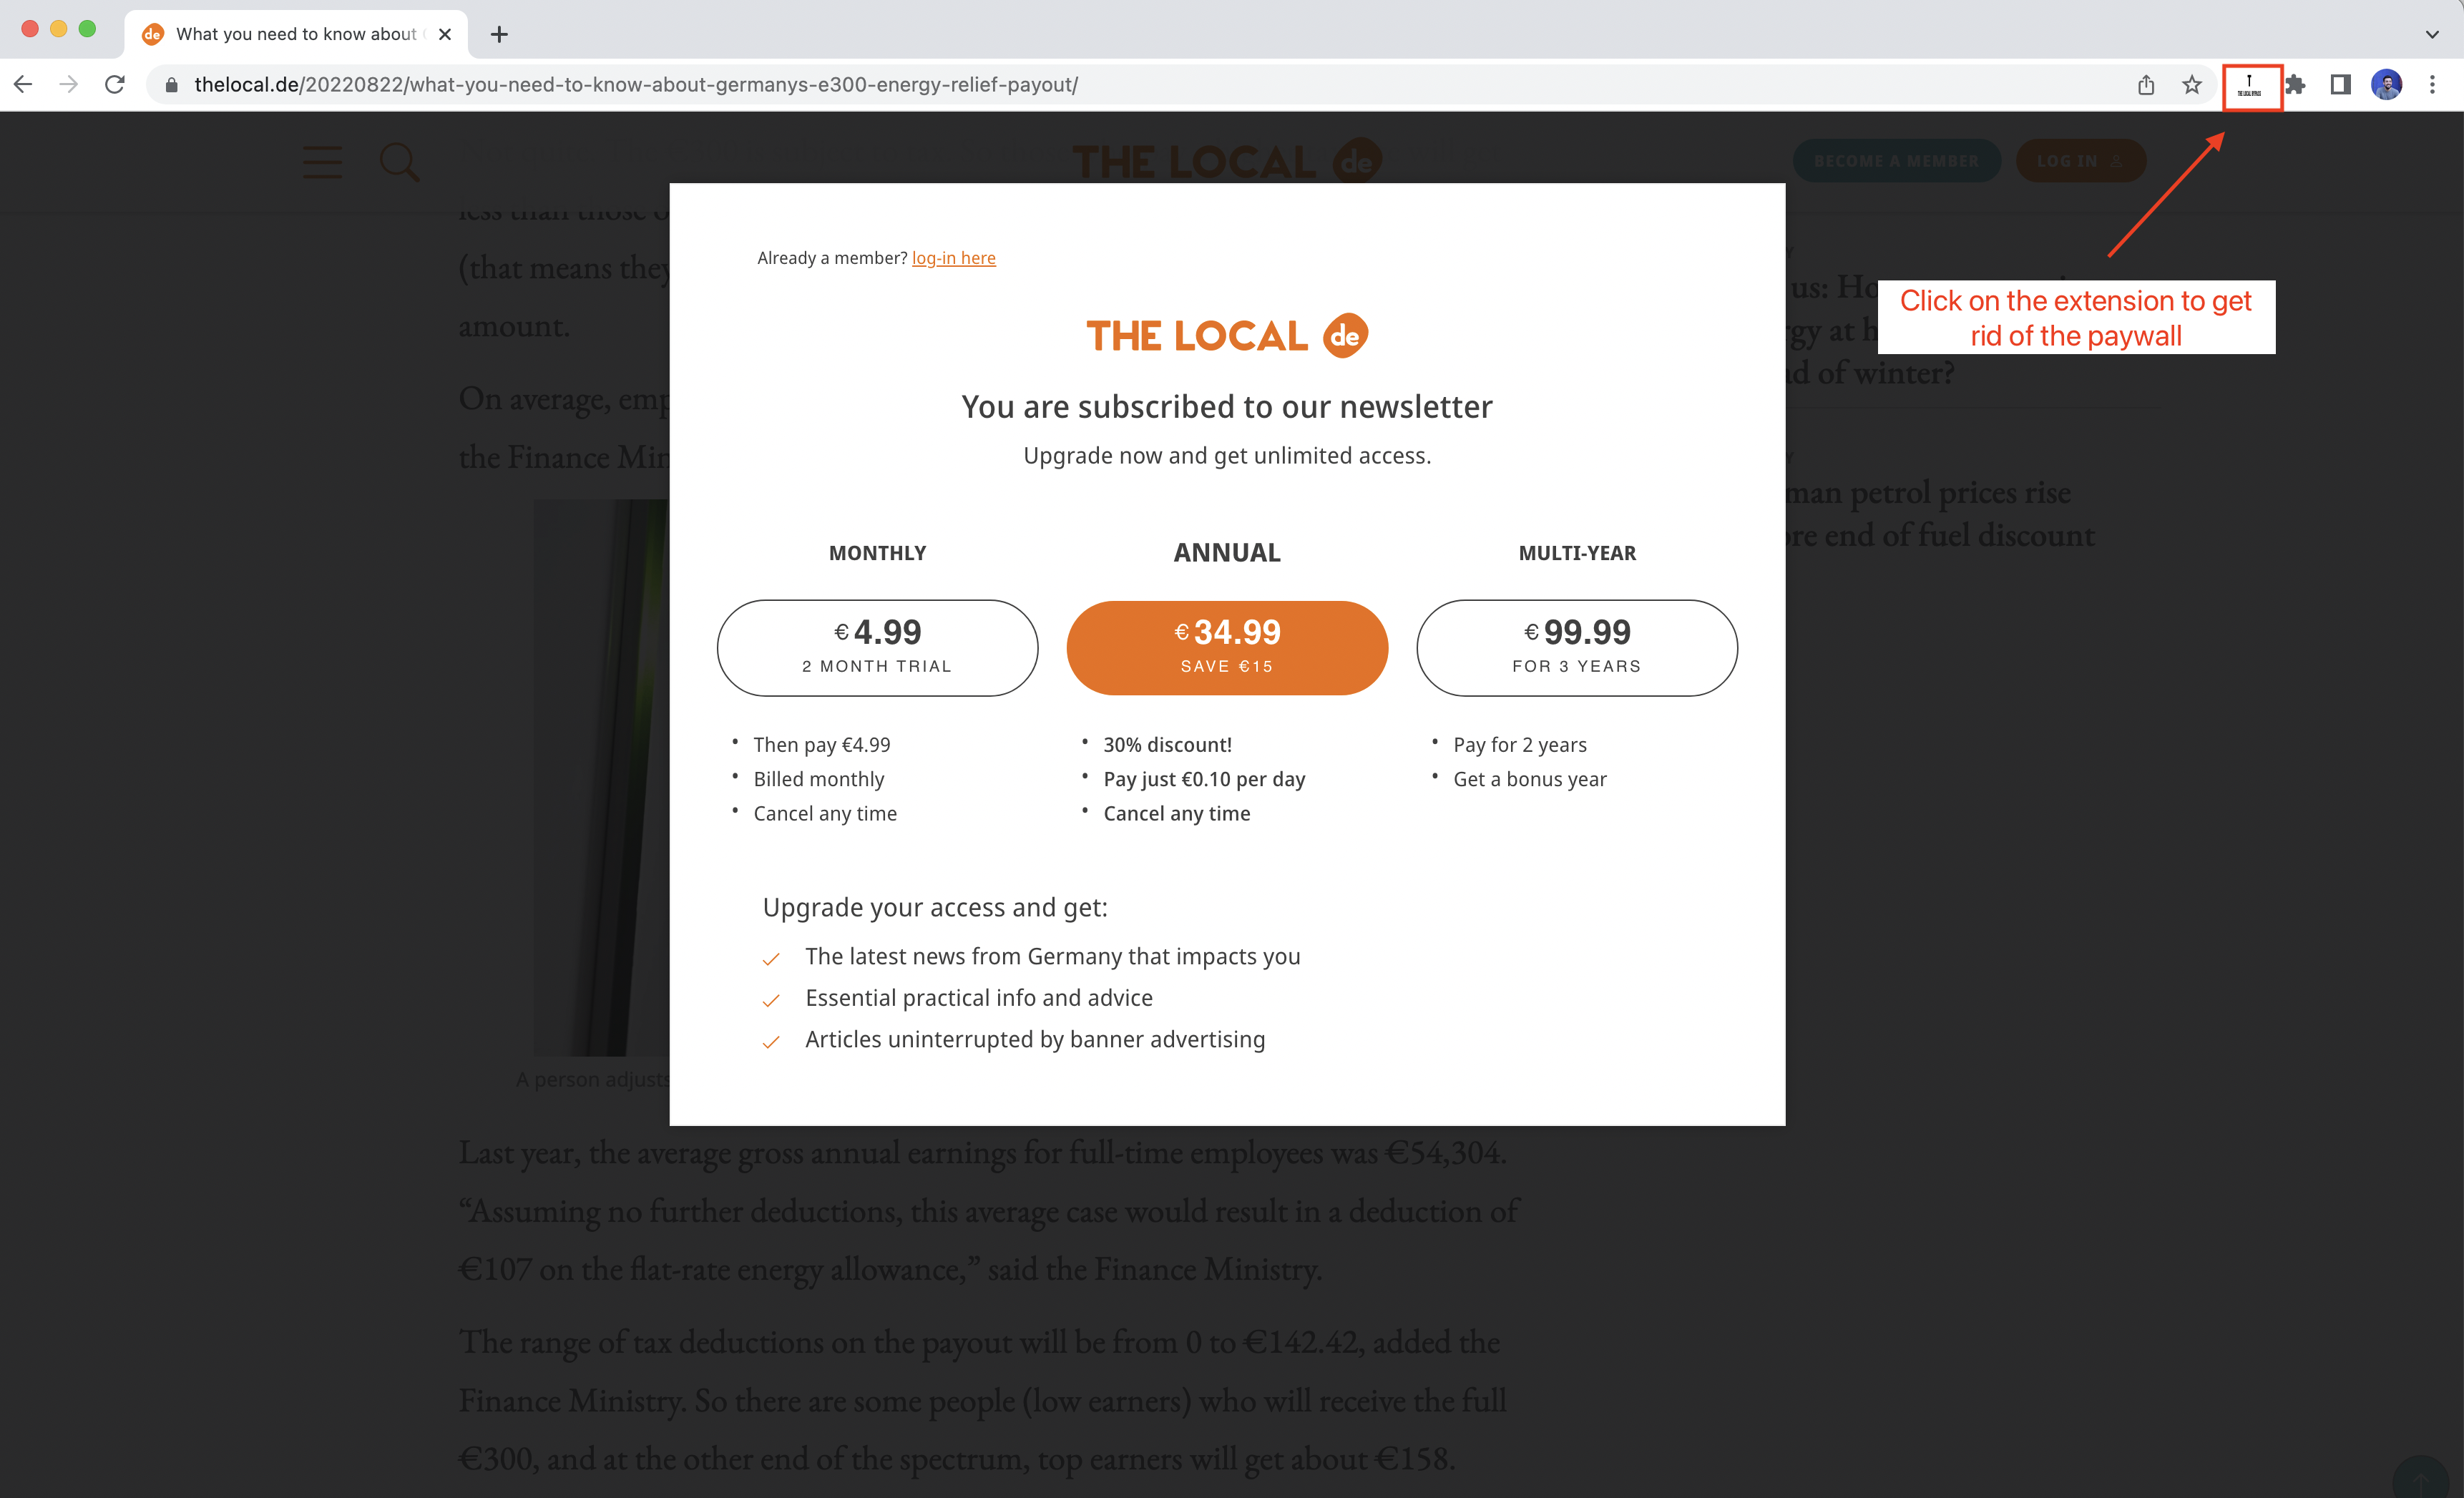 de What you need to know about
thelocal.de/20220822/what-you-need-to-know-about-germanys-e300-energy-relief-payout/
THE LOCAL BYPASS
THE LOCAL de
BECOME A MEMBER
LOG IN
less than those
(that means they
amount.
On average, emp
the Finance Min
A person adjusts
Already a member? log-in here
THE LOCAL de
You are subscribed to our newsletter
Upgrade now and get unlimited access.
MONTHLY
€ 4.99
2 MONTH TRIAL
• Then pay €4.99
• Billed monthly
• Cancel any time
ANNUAL
€ 34.99
SAVE €15
• 30% discount!
• Pay just €0.10 per day
• Cancel any time
MULTI-YEAR
€ 99.99
FOR 3 YEARS
• Pay for 2 years
• Get a bonus year
Upgrade your access and get:
The latest news from Germany that impacts you
Essential practical info and advice
Articles uninterrupted by banner advertising
Click on the extension to get
rid of the paywall
us: Ho
rgy at h
nd of winter?
man petrol prices rise
ore end of fuel discount
Last year, the average gross annual earnings for full-time employees was €54,304.
“Assuming no further deductions, this average case would result in a deduction of
€107 on the flat-rate energy allowance,” said the Finance Ministry.
The range of tax deductions on the payout will be from 0 to €142.42, added the
Finance Ministry. So there are some people (low earners) who will receive the full
€300, and at the other end of the spectrum, top earners will get about €158.